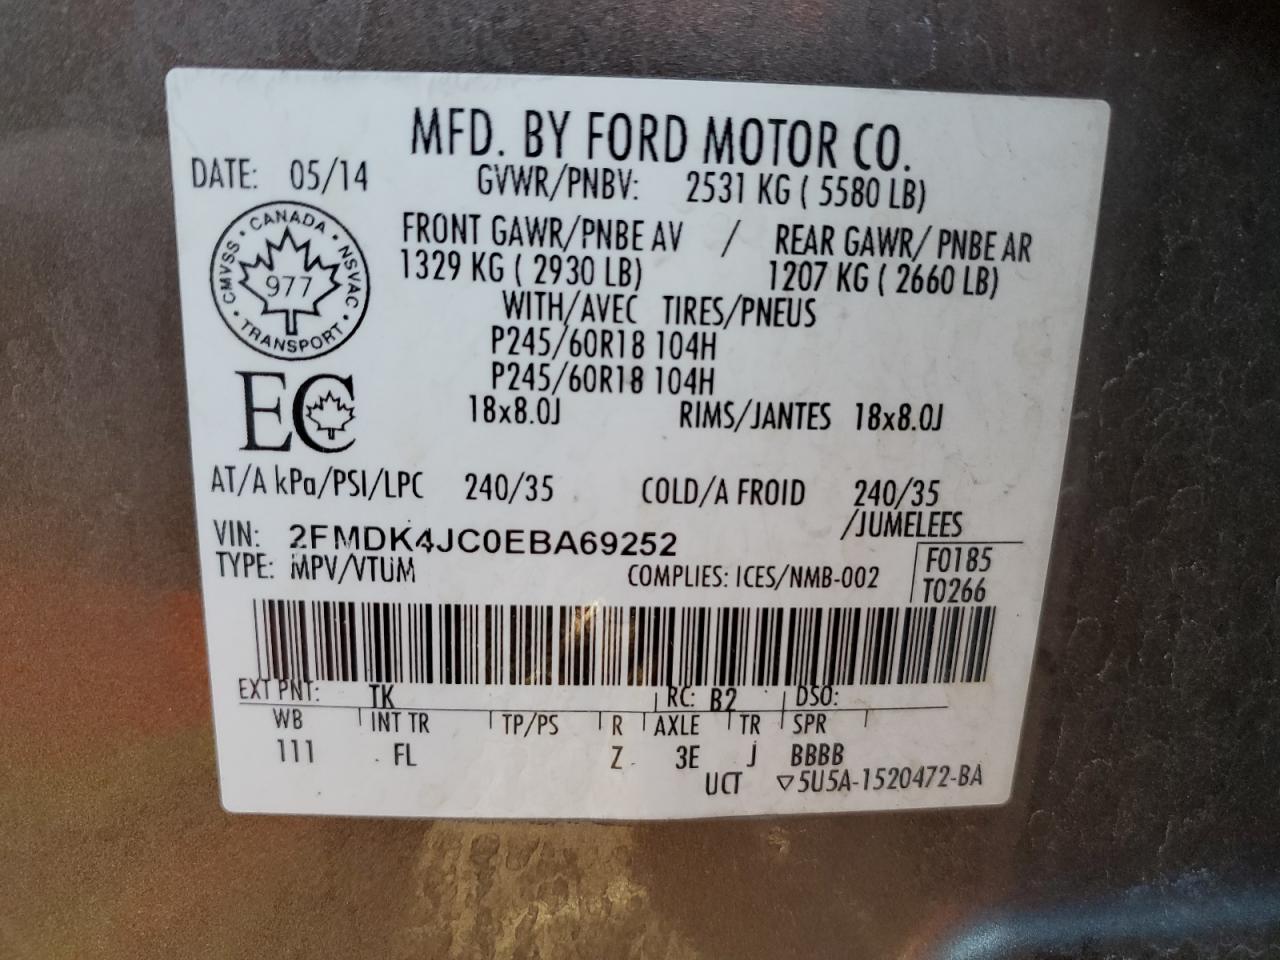 MFD. BY FORD MOTOR CO.
DATE: 05/14 GVWR/PNBV: 2531 KG ( 5580 LB)
CMVSS · CANADA · NSVAC · TRANSPORT ·
977
FRONT GAWR/PNBE AV / REAR GAWR/ PNBE AR
1329 KG ( 2930 LB) 1207 KG ( 2660 LB)
WITH/AVEC TIRES/PNEUS
P245/60R18 104H
P245/60R18 104H
EC
18x8.0J RIMS/JANTES 18x8.0J
AT/A kPa/PSI/LPC 240/35 COLD/A FROID 240/35
/JUMELEES
VIN: 2FMDK4JC0EBA69252
TYPE: MPV/VTUM COMPLIES: ICES/NMB-002
F0185
T0266
EXT PNT: TK RC: B2 DSO:
WB INT TR TP/PS R AXLE TR SPR
111 FL Z 3E J BBBB
UCT ▽5U5A-1520472-BA